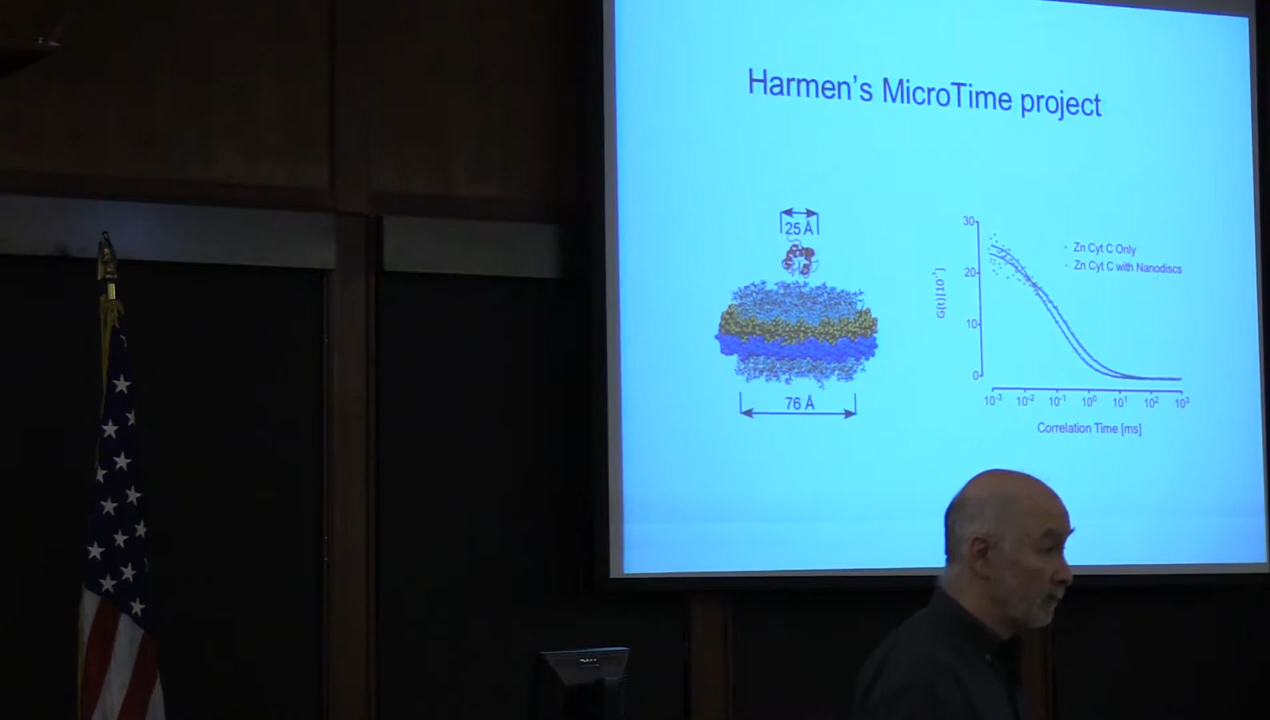 Harmen's MicroTime project
25 Å
76 Å
30
20
10
0
G(t)[10⁻³]
Zn Cyt C Only
Zn Cyt C with Nanodiscs
10⁻³ 10⁻² 10⁻¹ 10⁰ 10¹ 10² 10³
Correlation Time [ms]